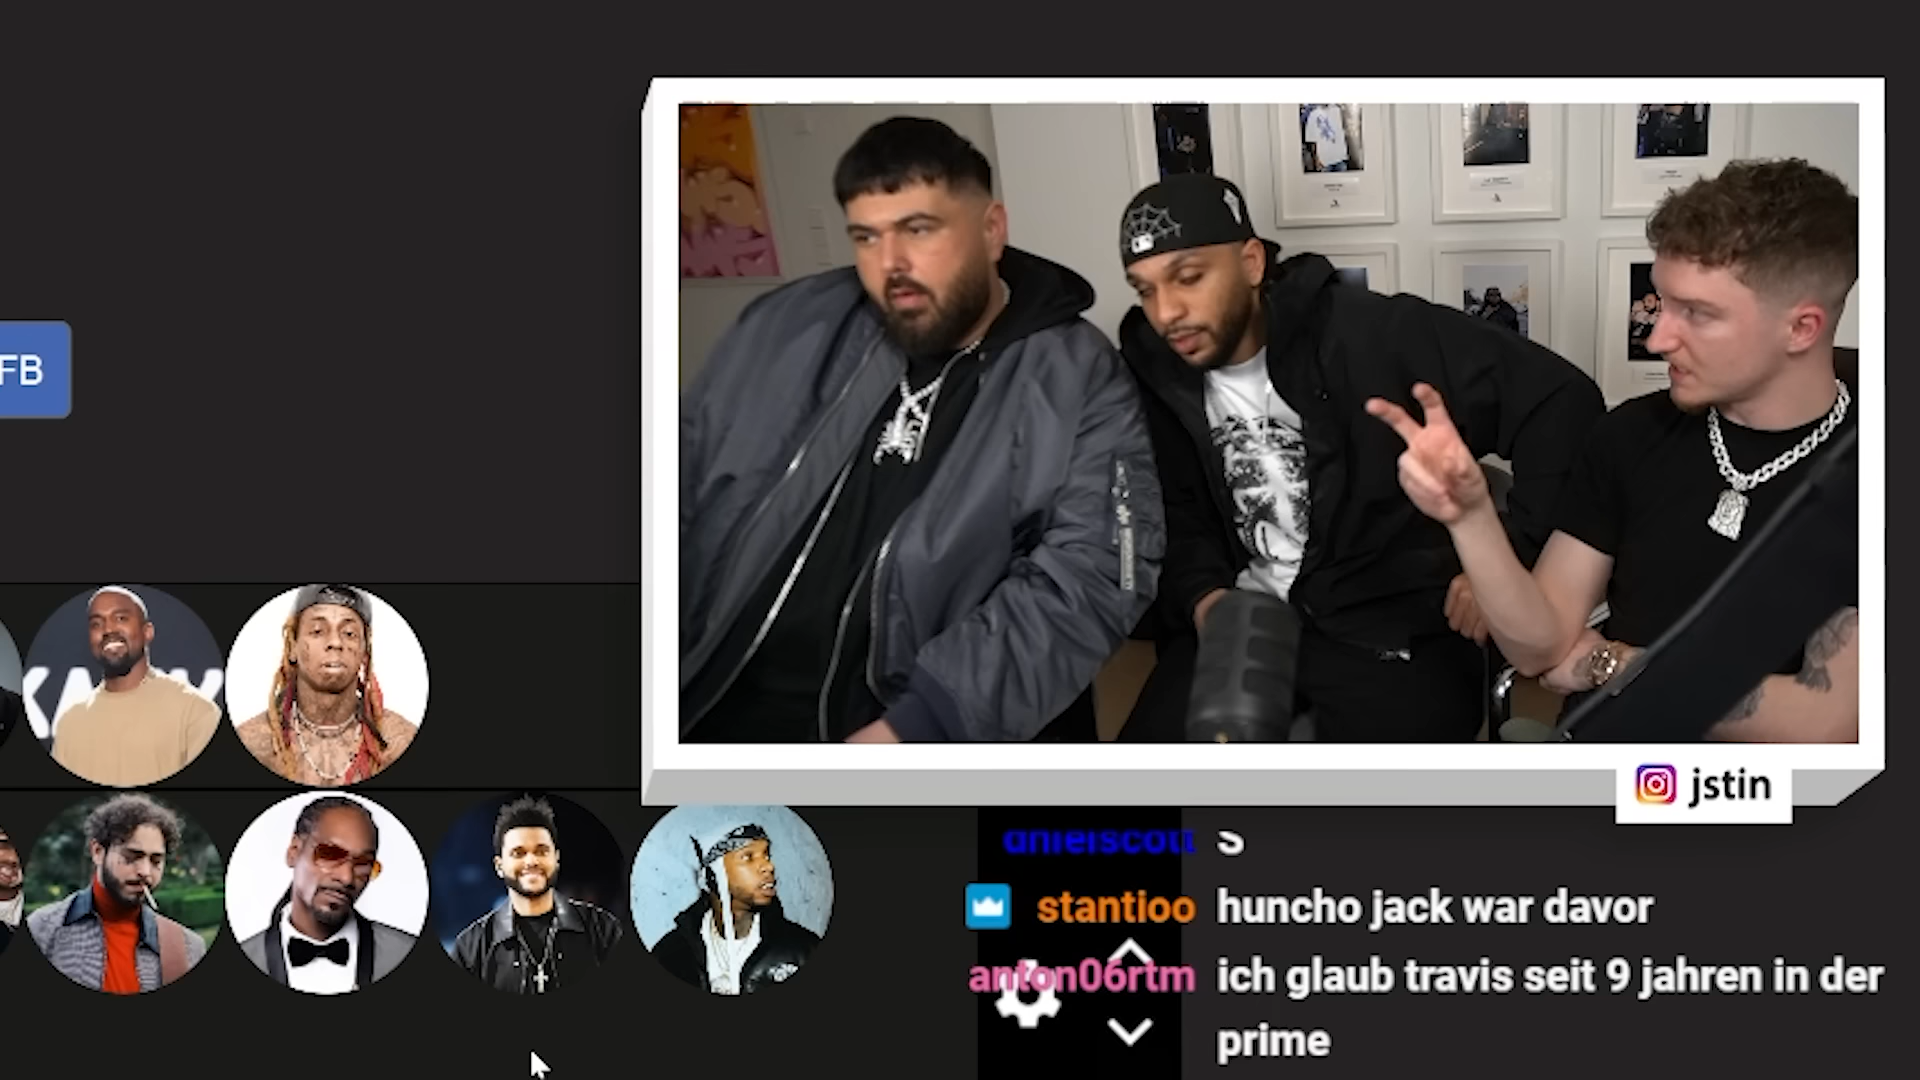 FB
jstin
S
stantioo huncho jack war davor
anton06rtm ich glaub travis seit 9 jahren in der
prime